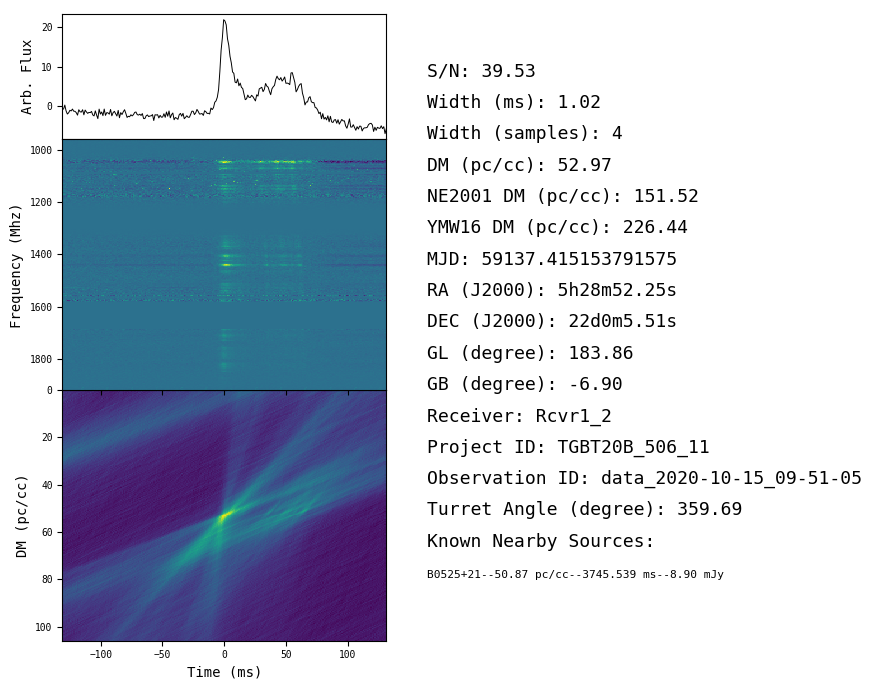 20
10
0
Arb. Flux
1000
1200
1400
1600
1800
Frequency (Mhz)
0
20
40
60
80
100
DM (pc/cc)
−100 −50 0 50 100
Time (ms)
S/N: 39.53
Width (ms): 1.02
Width (samples): 4
DM (pc/cc): 52.97
NE2001 DM (pc/cc): 151.52
YMW16 DM (pc/cc): 226.44
MJD: 59137.415153791575
RA (J2000): 5h28m52.25s
DEC (J2000): 22d0m5.51s
GL (degree): 183.86
GB (degree): -6.90
Receiver: Rcvr1_2
Project ID: TGBT20B_506_11
Observation ID: data_2020-10-15_09-51-05
Turret Angle (degree): 359.69
Known Nearby Sources:
B0525+21--50.87 pc/cc--3745.539 ms--8.90 mJy